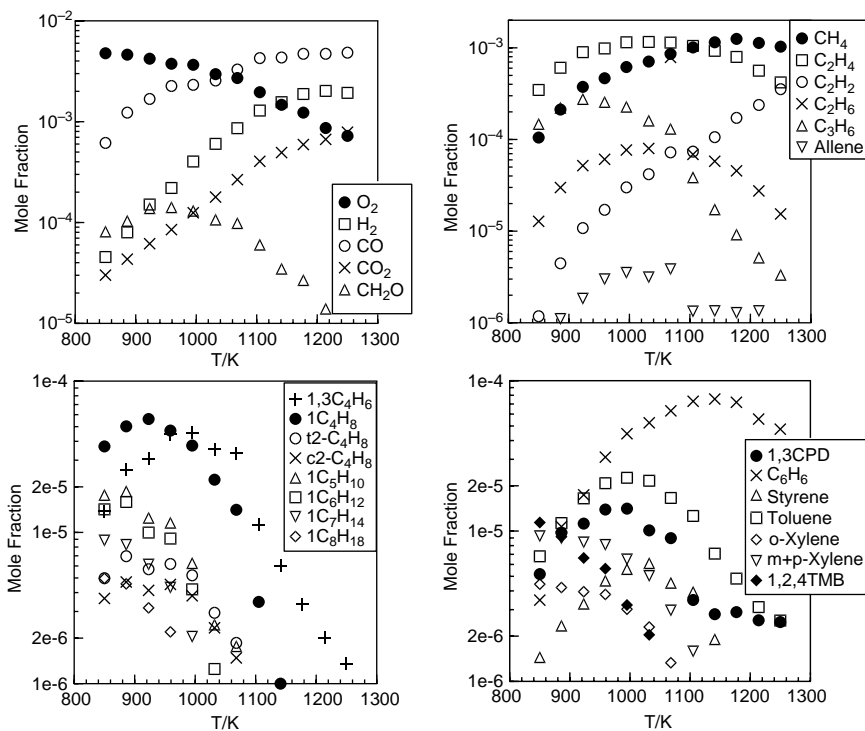 10⁻²
10⁻³
10⁻⁴
10⁻⁵
Mole Fraction
800
900
1000
1100
1200
1300
T/K
O₂
H₂
CO
CO₂
CH₂O
10⁻³
10⁻⁴
10⁻⁵
10⁻⁶
Mole Fraction
800
900
1000
1100
1200
1300
T/K
CH₄
C₂H₄
C₂H₂
C₂H₆
C₃H₆
Allene
1e-4
2e-5
1e-5
2e-6
1e-6
Mole Fraction
800
900
1000
1100
1200
1300
T/K
1,3C₄H₆
1C₄H₈
t2-C₄H₈
c2-C₄H₈
1C₅H₁₀
1C₆H₁₂
1C₇H₁₄
1C₈H₁₈
1e-4
2e-5
1e-5
2e-6
1e-6
Mole Fraction
800
900
1000
1100
1200
1300
T/K
1,3CPD
C₆H₆
Styrene
Toluene
o-Xylene
m+p-Xylene
1,2,4TMB